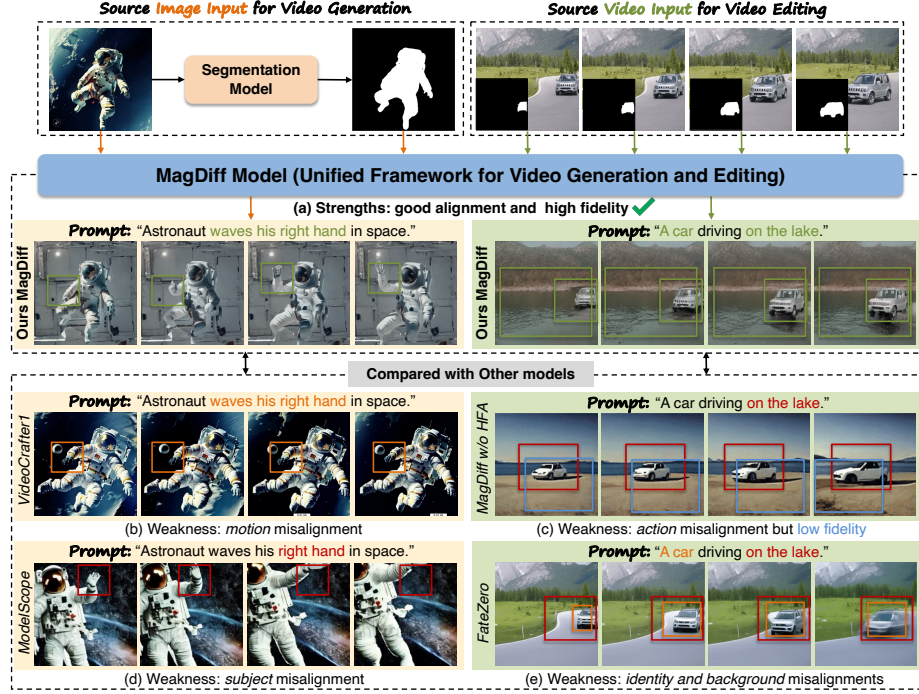 Source Image Input for Video Generation
Source Video Input for Video Editing
Segmentation
Model
MagDiff Model (Unified Framework for Video Generation and Editing)
(a) Strengths: good alignment and high fidelity
Prompt: “Astronaut waves his right hand in space.”
Prompt: “A car driving on the lake.”
Ours MagDiff
Ours MagDiff
Compared with Other models
Prompt: “Astronaut waves his right hand in space.”
Prompt: “A car driving on the lake.”
VideoCrafter1
MagDiff w/o HFA
(b) Weakness: motion misalignment
(c) Weakness: action misalignment but low fidelity
Prompt: “Astronaut waves his right hand in space.”
Prompt: “A car driving on the lake.”
ModelScope
FateZero
(d) Weakness: subject misalignment
(e) Weakness: identity and background misalignments